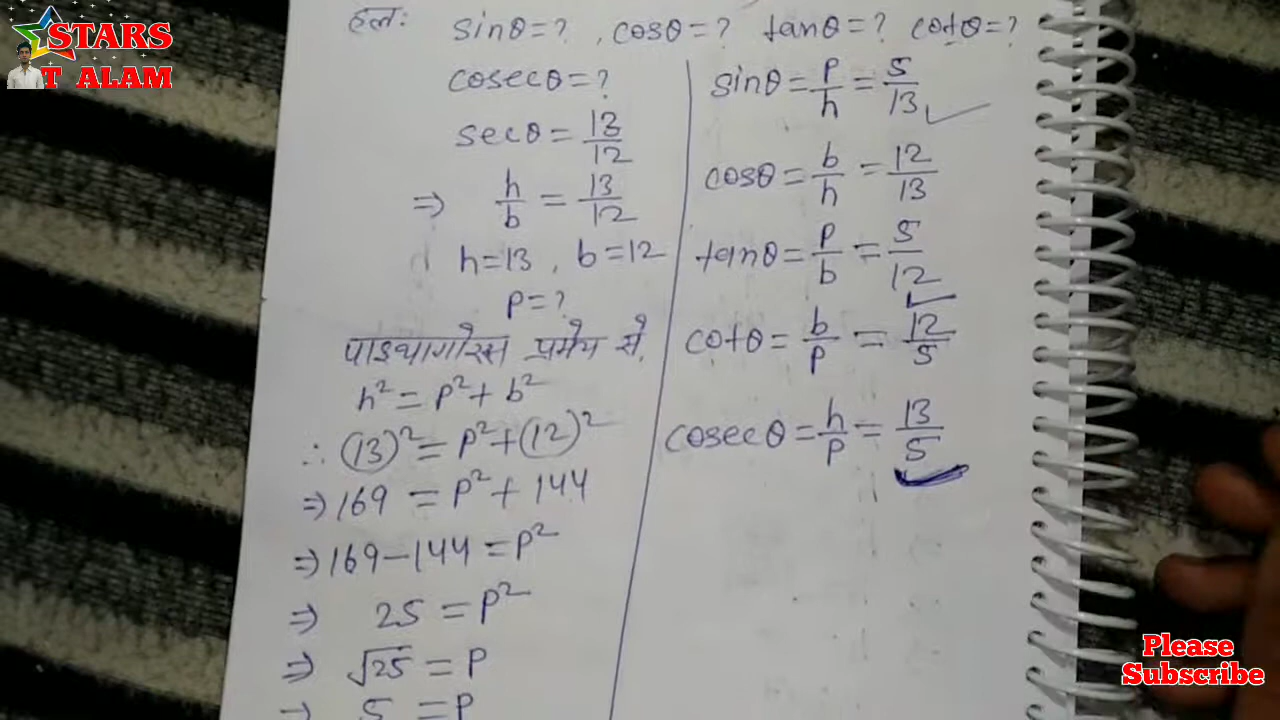 STARS
T ALAM
हल: sinθ=? , cosθ=? tanθ=? cotθ=?
cosecθ=?
secθ = 13/12
⇒ h/b = 13/12
h=13 , b=12
p=?
पाइथागोरस प्रमेय से,
h² = p² + b²
∴ (13)² = p² + (12)²
⇒ 169 = p² + 144
⇒ 169 – 144 = p²
⇒ 25 = p²
⇒ √25 = p
⇒ 5 = p
sinθ = p/h = 5/13
cosθ = b/h = 12/13
tanθ = p/b = 5/12
cotθ = b/p = 12/5
cosecθ = h/p = 13/5
Please
Subscribe